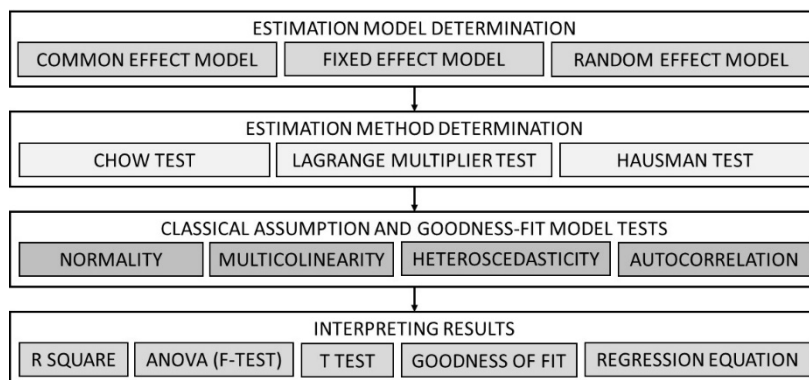 ESTIMATION MODEL DETERMINATION
COMMON EFFECT MODEL FIXED EFFECT MODEL RANDOM EFFECT MODEL
ESTIMATION METHOD DETERMINATION
CHOW TEST LAGRANGE MULTIPLIER TEST HAUSMAN TEST
CLASSICAL ASSUMPTION AND GOODNESS-FIT MODEL TESTS
NORMALITY MULTICOLINEARITY HETEROSCEDASTICITY AUTOCORRELATION
INTERPRETING RESULTS
R SQUARE ANOVA (F-TEST) T TEST GOODNESS OF FIT REGRESSION EQUATION